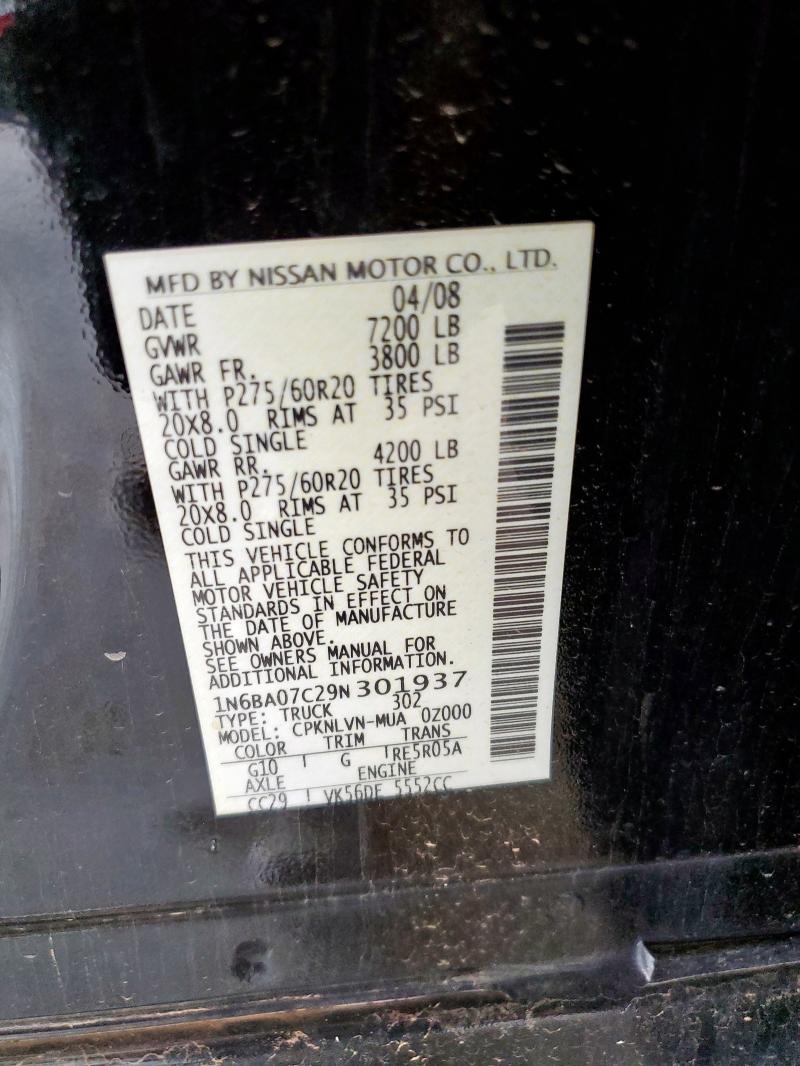 MFD BY NISSAN MOTOR CO., LTD.
DATE 04/08
GVWR 7200 LB
GAWR FR. 3800 LB
WITH P275/60R20 TIRES
20X8.0 RIMS AT 35 PSI
COLD SINGLE
GAWR RR. 4200 LB
WITH P275/60R20 TIRES
20X8.0 RIMS AT 35 PSI
COLD SINGLE
THIS VEHICLE CONFORMS TO
ALL APPLICABLE FEDERAL
MOTOR VEHICLE SAFETY
STANDARDS IN EFFECT ON
THE DATE OF MANUFACTURE
SHOWN ABOVE.
SEE OWNERS MANUAL FOR
ADDITIONAL INFORMATION.
1N6BA07C29N301937
TYPE: TRUCK 302
MODEL: CPKNLVN-MUA 0Z000
COLOR TRIM TRANS
G10 G RE5R05A
AXLE ENGINE
CC29 VK56DE 5552CC